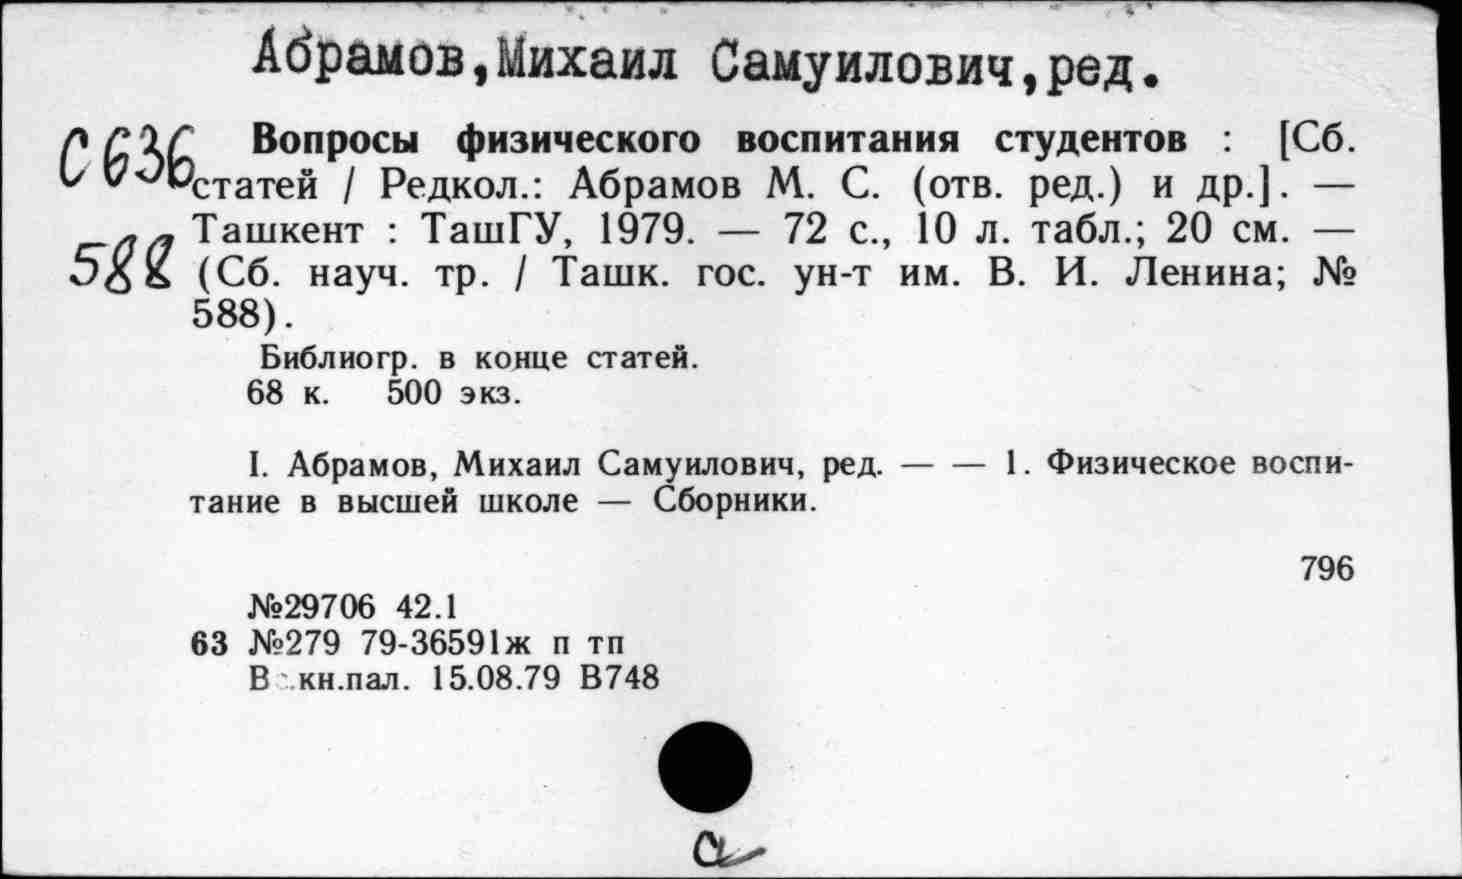 Абрамов,Михаил Самуилович,ред.
С636
588
Вопросы физического воспитания студентов : [Сб.
статей / Редкол.: Абрамов М. С. (отв. ред.) и др.]. —
Ташкент : ТашГУ, 1979. — 72 с., 10 л. табл.; 20 см. —
(Сб. науч. тр. / Ташк. гос. ун-т им. В. И. Ленина; №
588).
Библиогр. в конце статей.
68 к. 500 экз.
I. Абрамов, Михаил Самуилович, ред. — — 1. Физическое воспи-
тание в высшей школе — Сборники.
796
№29706 42.1
63 №279 79-36591ж п тп
В .кн.пал. 15.08.79 В748